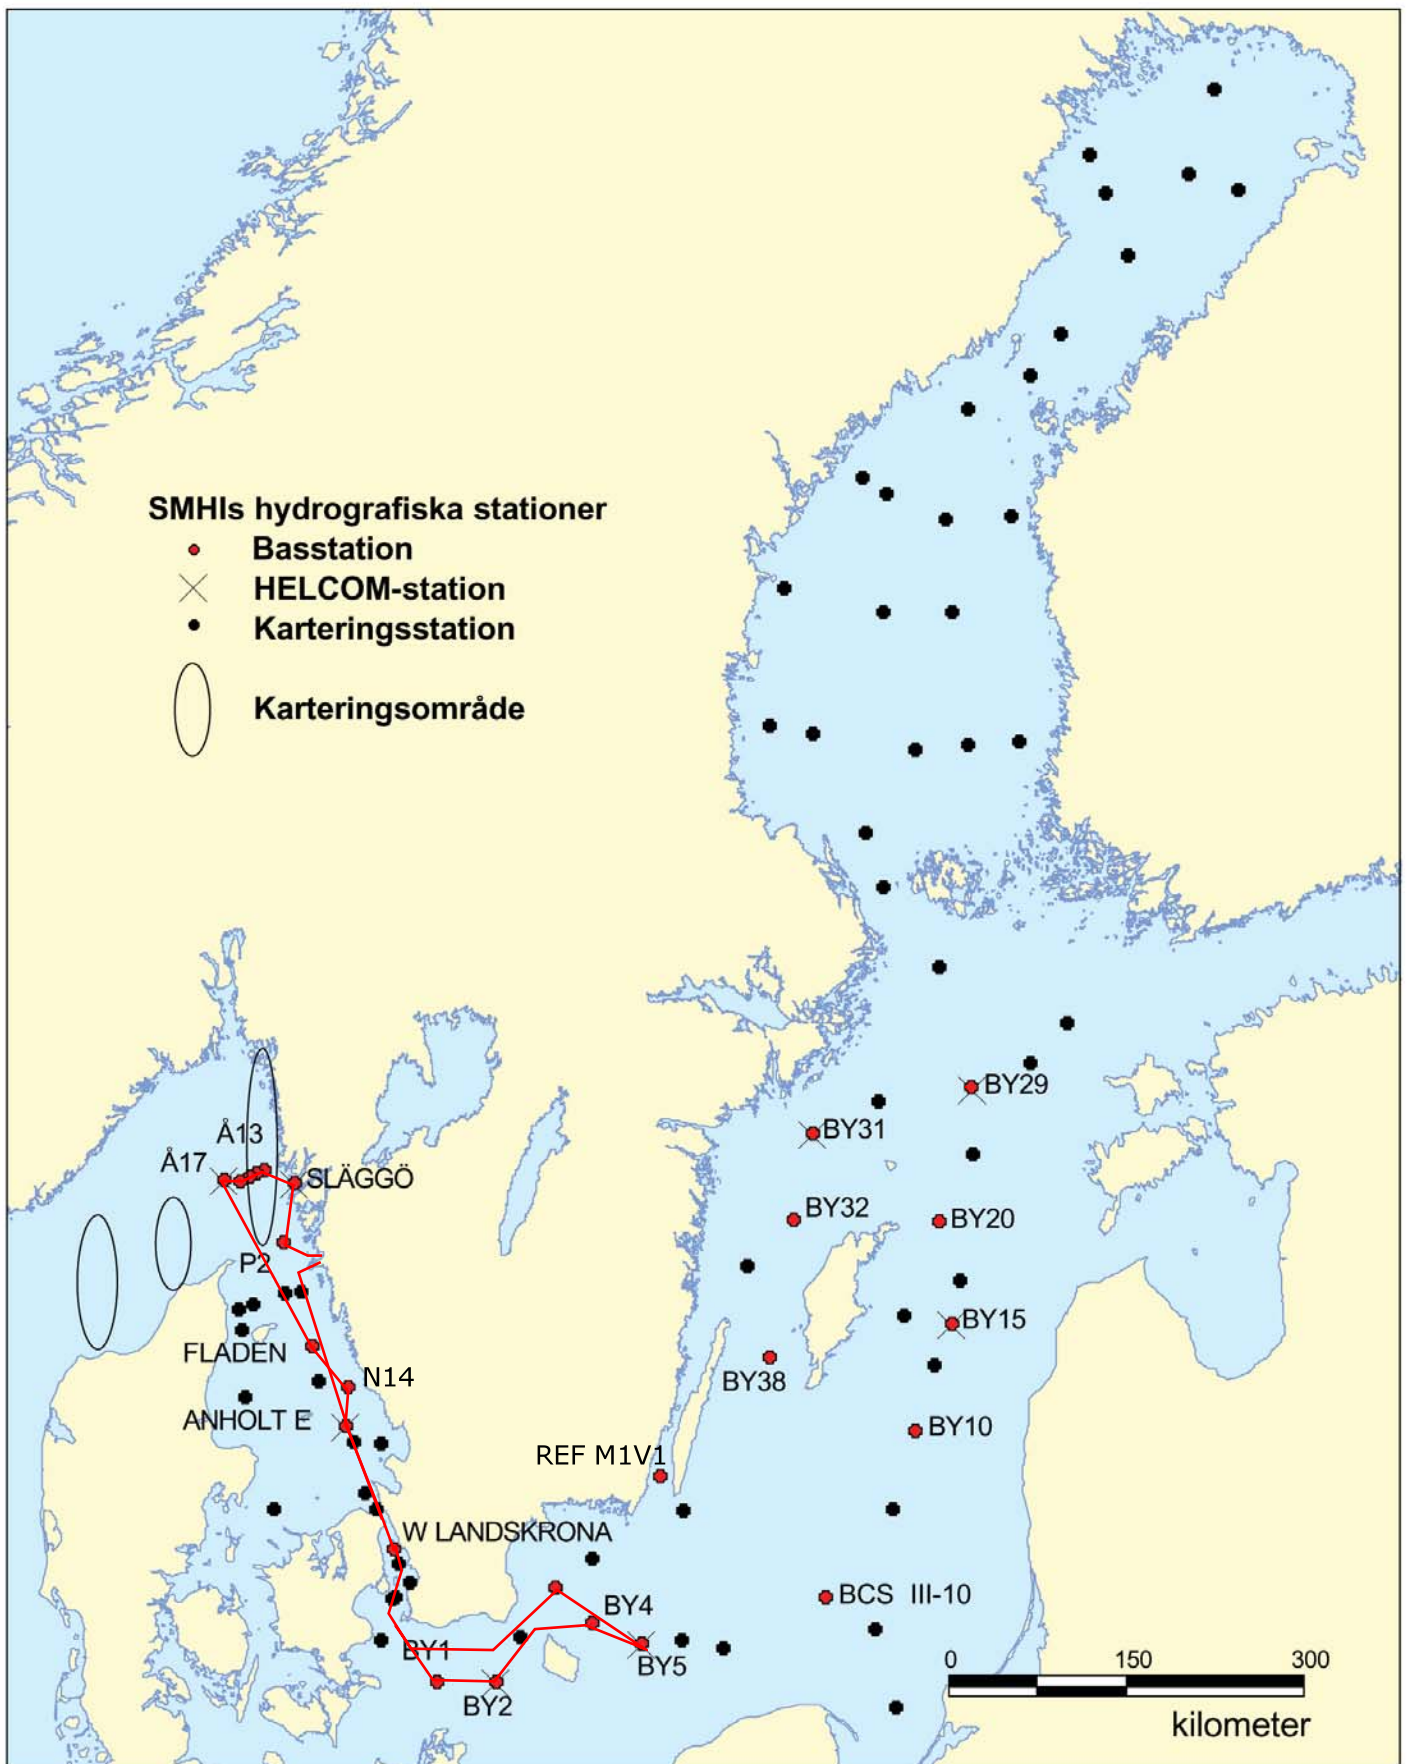 SMHIs hydrografiska stationer
Basstation
HELCOM-station
Karteringsstation
Karteringsområde
BY29
Å13
BY31
Å17
SLÄGGÖ
BY32
BY20
P2
BY15
FLADEN
N14
BY38
ANHOLT E
BY10
REF M1V1
W LANDSKRONA
BCS III-10
BY4
BY1
BY5
BY2
0 150 300
kilometer